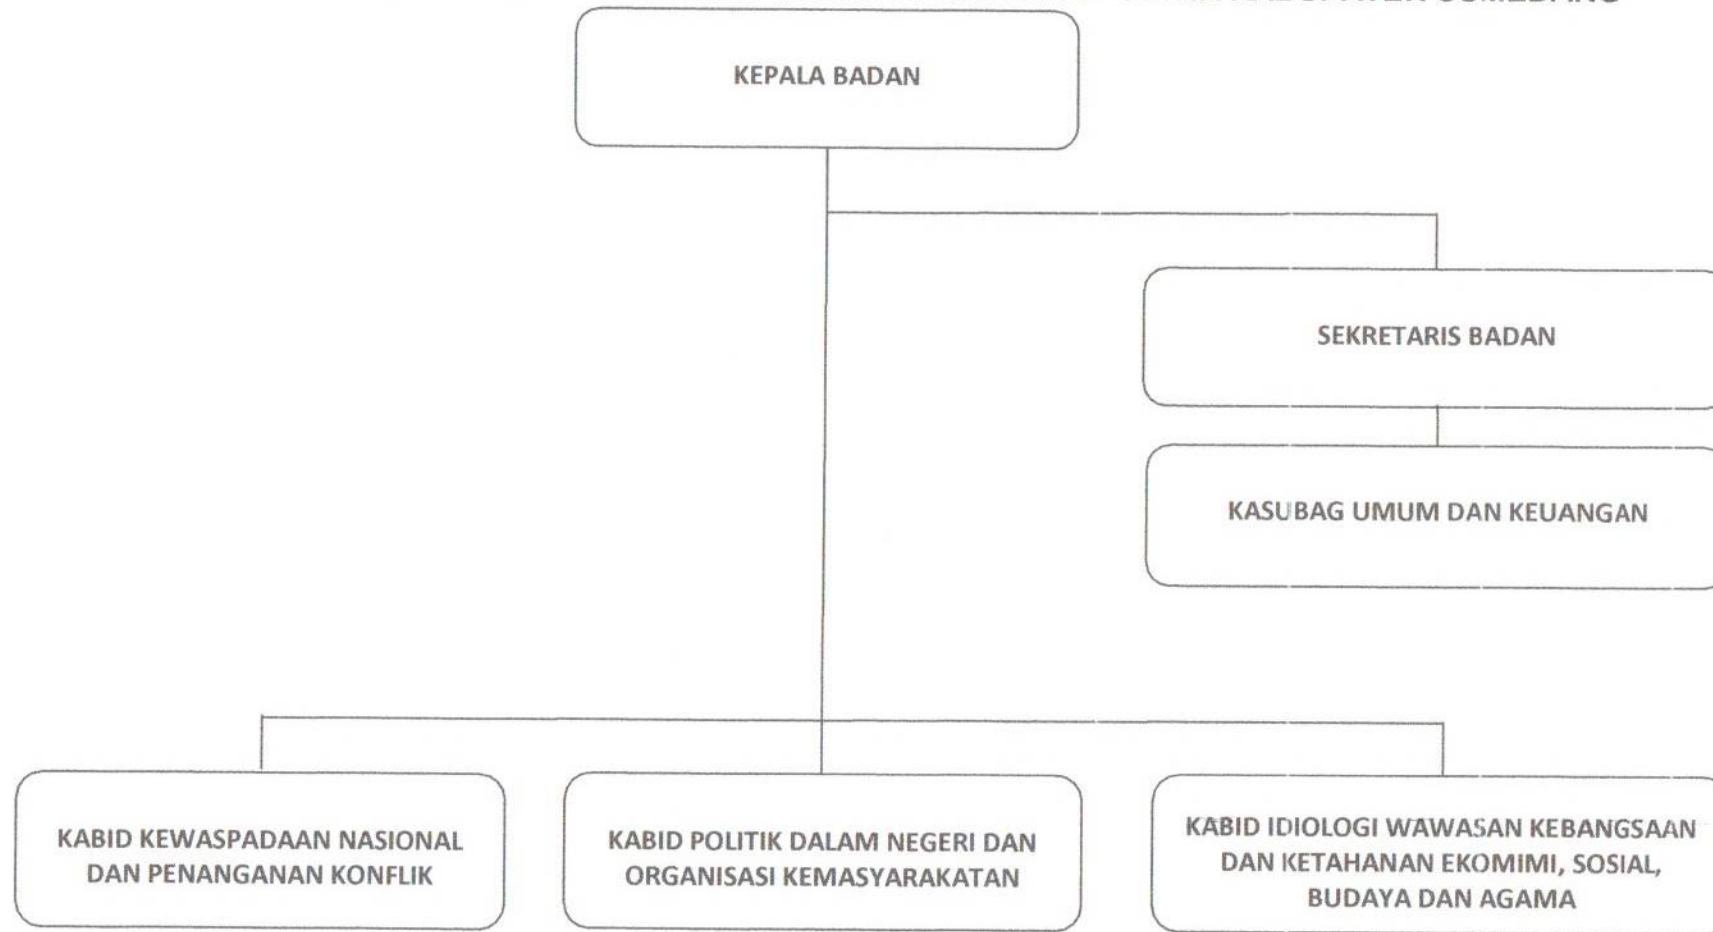 SUMEDANG
KEPALA BADAN
SEKRETARIS BADAN
KASUBAG UMUM DAN KEUANGAN
KABID KEWASPADAAN NASIONAL
DAN PENANGANAN KONFLIK
KABID POLITIK DALAM NEGERI DAN
ORGANISASI KEMASYARAKATAN
KABID IDIOLOGI WAWASAN KEBANGSAAN
DAN KETAHANAN EKOMIMI, SOSIAL,
BUDAYA DAN AGAMA